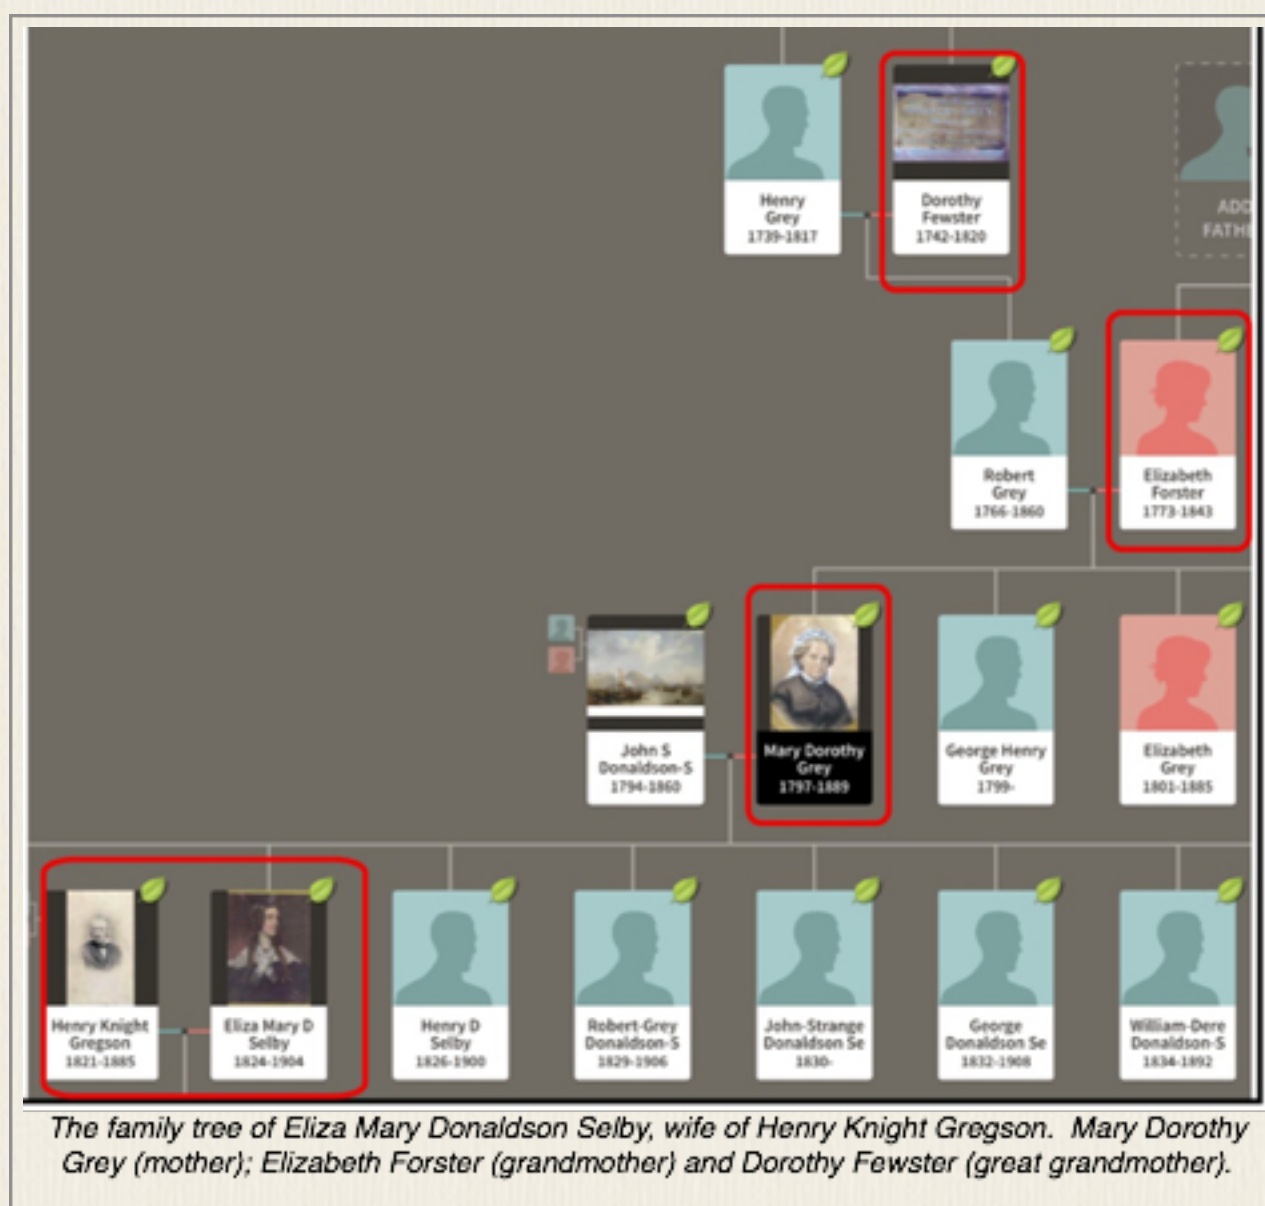 Henry
Grey
1739-1817
Dorothy
Fewster
1742-1820
ADD
FATHE
Robert
Grey
1766-1860
Elizabeth
Forster
1773-1843
John S
Donaldson-S
1794-1860
Mary Dorothy
Grey
1797-1889
George Henry
Grey
1799-
Elizabeth
Grey
1801-1885
Henry Knight
Gregson
1821-1885
Eliza Mary D
Selby
1824-1904
Henry D
Selby
1826-1900
Robert-Grey
Donaldson-S
1829-1906
John-Strange
Donaldson Se
1830-
George
Donaldson Se
1832-1908
William-Dere
Donaldson-S
1834-1892
The family tree of Eliza Mary Donaldson Selby, wife of Henry Knight Gregson. Mary Dorothy
Grey (mother); Elizabeth Forster (grandmother) and Dorothy Fewster (great grandmother).